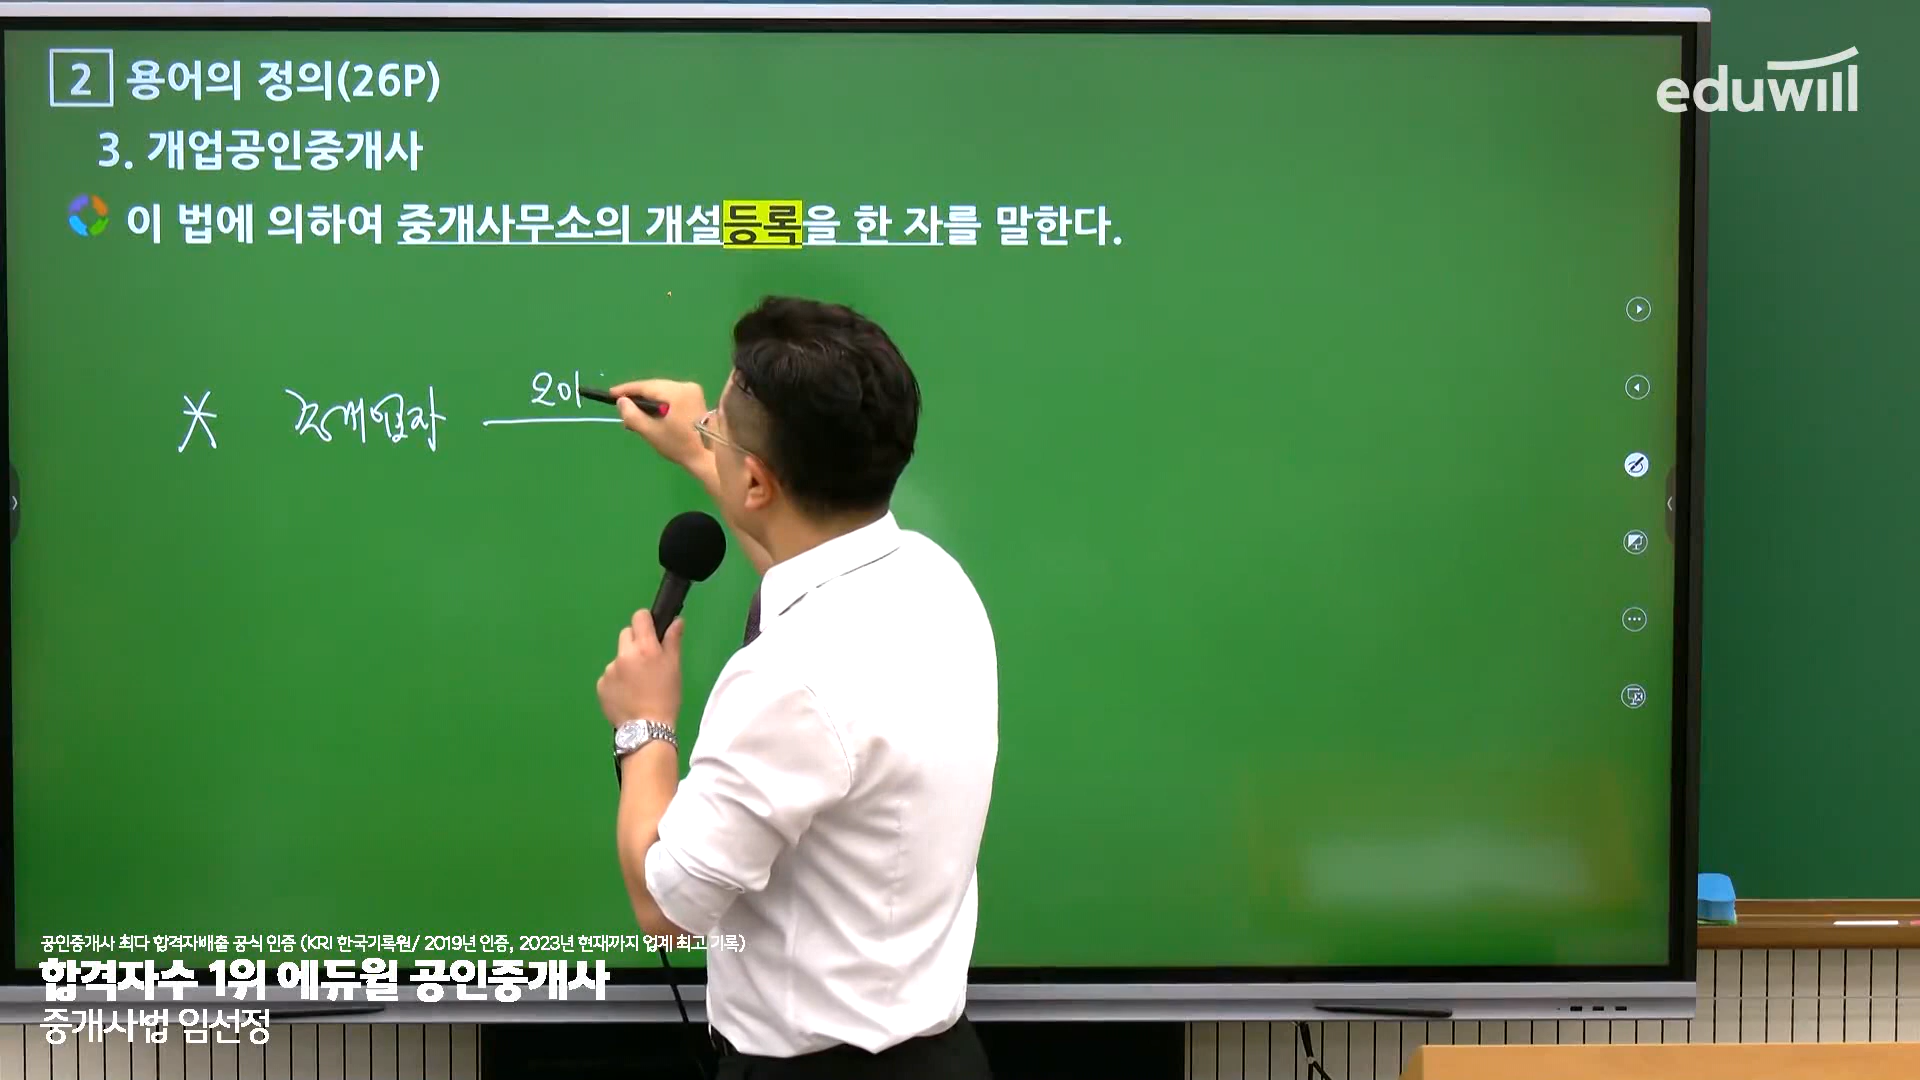 2 용어의 정의(26P)
eduwill
3. 개업공인중개사
이 법에 의하여 중개사무소의 개설등록을 한 자를 말한다.
201
중개업자
공인중개사 최다 합격자배출 공식 인증 (KRI 한국기록원/ 2019년 인증, 2023년 현재까지 업계 최고 기록)
합격자수 1위 에듀윌 공인중개사
중개사법 임선정